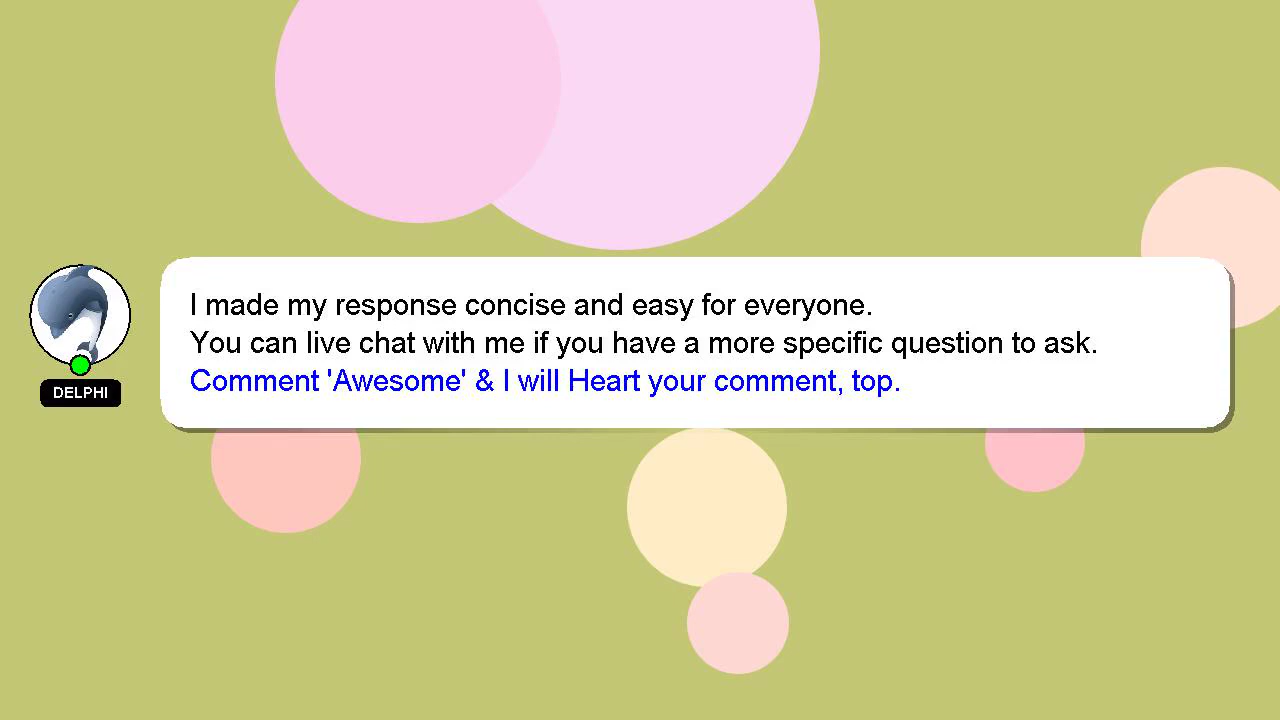 I made my response concise and easy for everyone.
You can live chat with me if you have a more specific question to ask.
Comment 'Awesome' & I will Heart your comment, top.
DELPHI